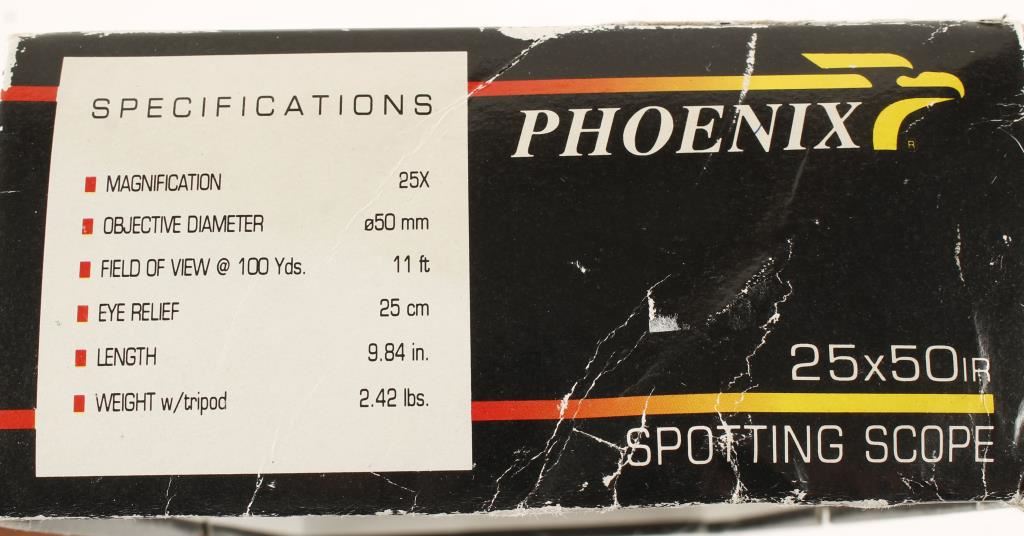 SPECIFICATIONS
MAGNIFICATION 25X
OBJECTIVE DIAMETER ø50 mm
FIELD OF VIEW @ 100 Yds. 11 ft
EYE RELIEF 25 cm
LENGTH 9.84 in.
WEIGHT w/tripod 2.42 lbs.
PHOENIX
R
25x50IR
SPOTTING SCOPE